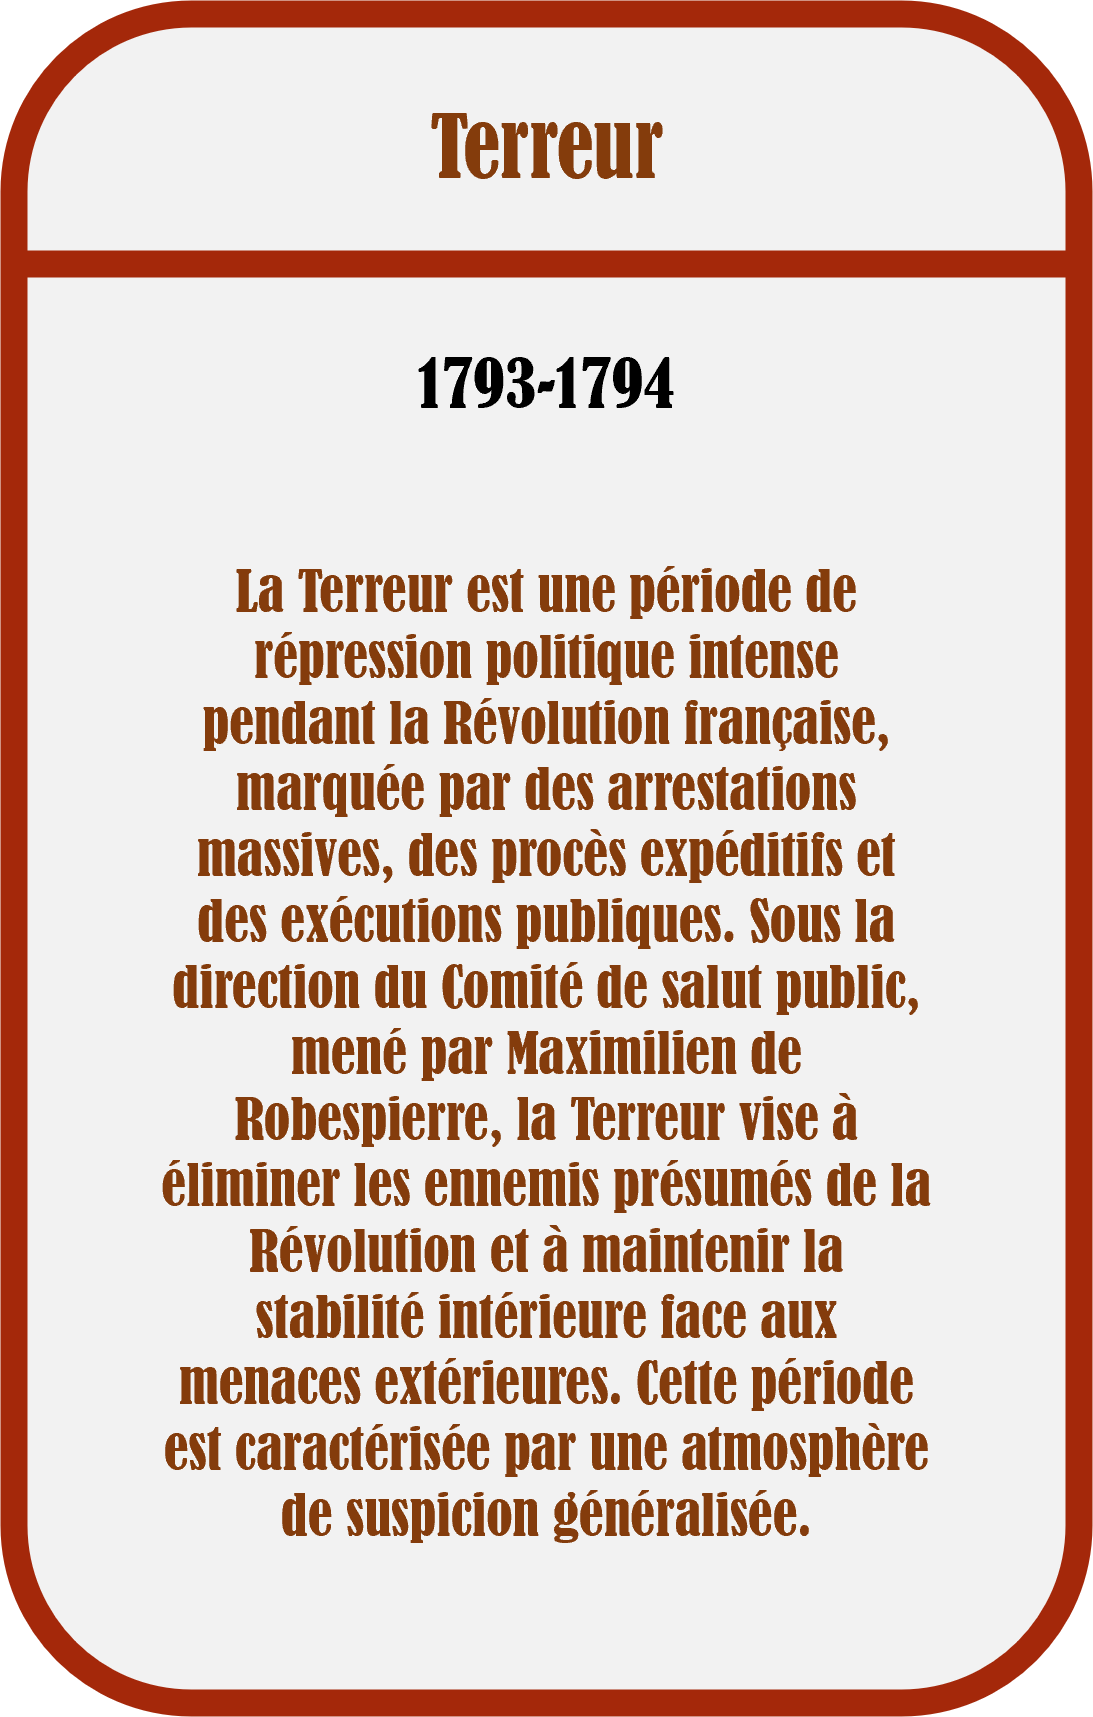 Terreur
1793-1794
La Terreur est une période de
répression politique intense
pendant la Révolution française,
marquée par des arrestations
massives, des procès expéditifs et
des exécutions publiques. Sous la
direction du Comité de salut public,
mené par Maximilien de
Robespierre, la Terreur vise à
éliminer les ennemis présumés de la
Révolution et à maintenir la
stabilité intérieure face aux
menaces extérieures. Cette période
est caractérisée par une atmosphère
de suspicion généralisée.